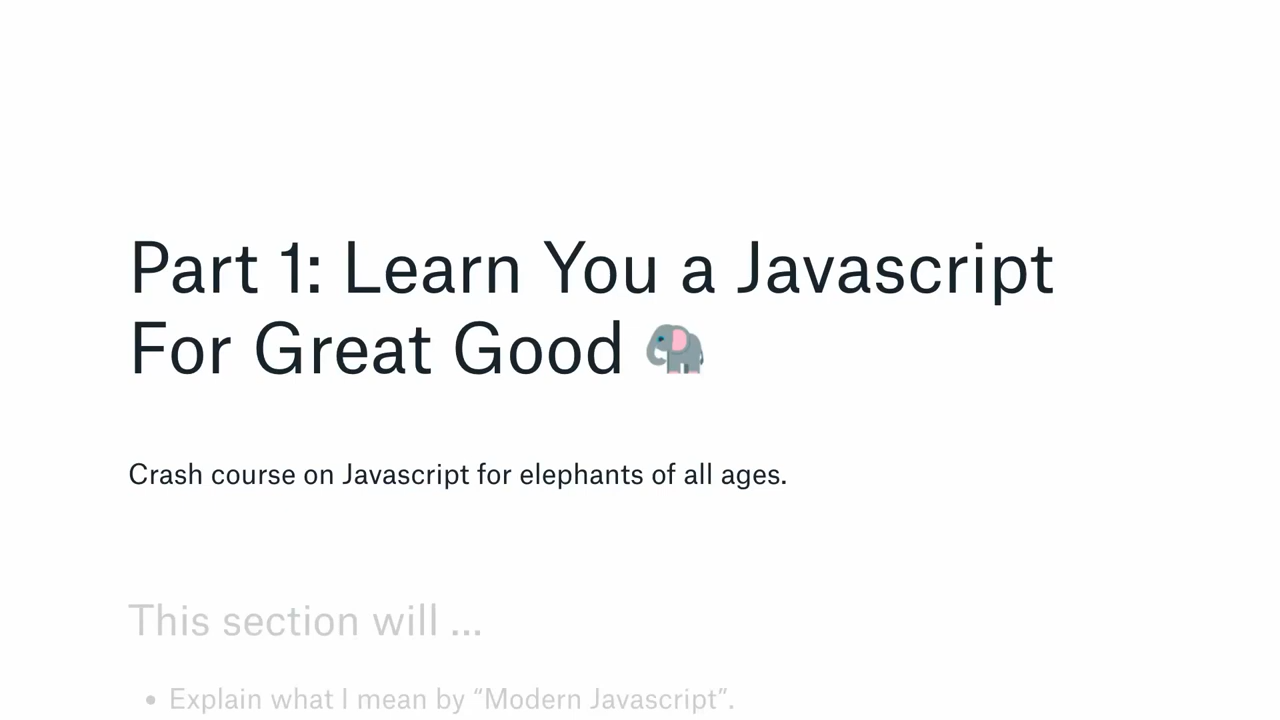 Part 1: Learn You a Javascript
For Great Good 🐘
Crash course on Javascript for elephants of all ages.
This section will ...
• Explain what I mean by “Modern Javascript”.